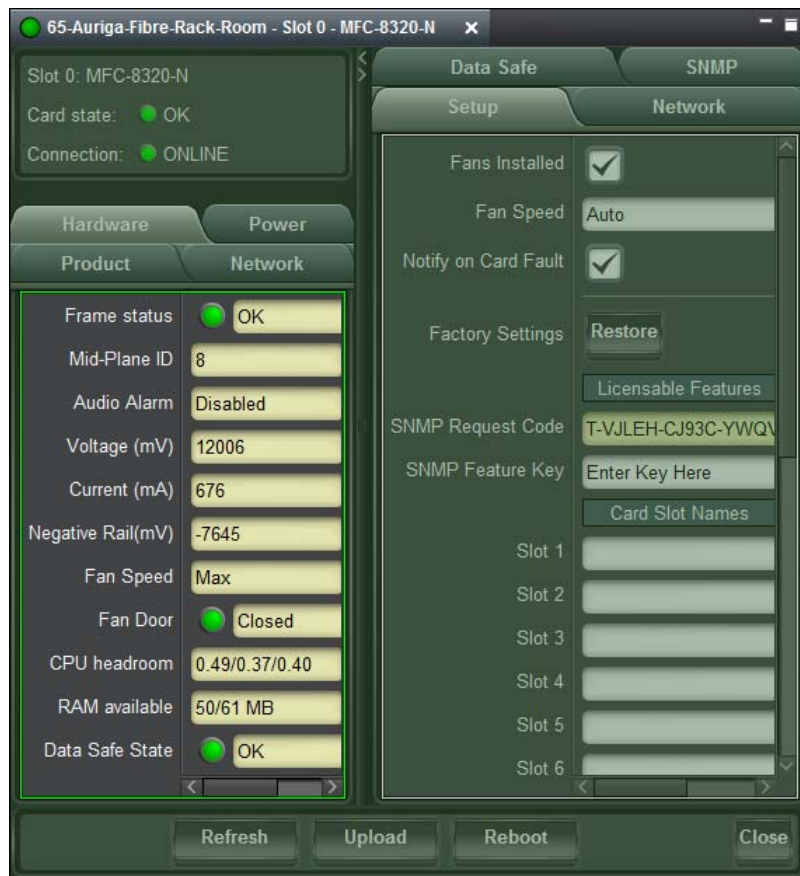 65-Auriga-Fibre-Rack-Room - Slot 0 - MFC-8320-N
Slot 0: MFC-8320-N
Card state: OK
Connection: ONLINE
Hardware Power
Product Network
Frame status OK
Mid-Plane ID 8
Audio Alarm Disabled
Voltage (mV) 12006
Current (mA) 676
Negative Rail(mV) -7645
Fan Speed Max
Fan Door Closed
CPU headroom 0.49/0.37/0.40
RAM available 50/61 MB
Data Safe State OK
Data Safe SNMP
Setup Network
Fans Installed
Fan Speed Auto
Notify on Card Fault
Factory Settings Restore
Licensable Features
SNMP Request Code T-VJLEH-CJ93C-YWQV
SNMP Feature Key Enter Key Here
Card Slot Names
Slot 1
Slot 2
Slot 3
Slot 4
Slot 5
Slot 6
Refresh Upload Reboot Close